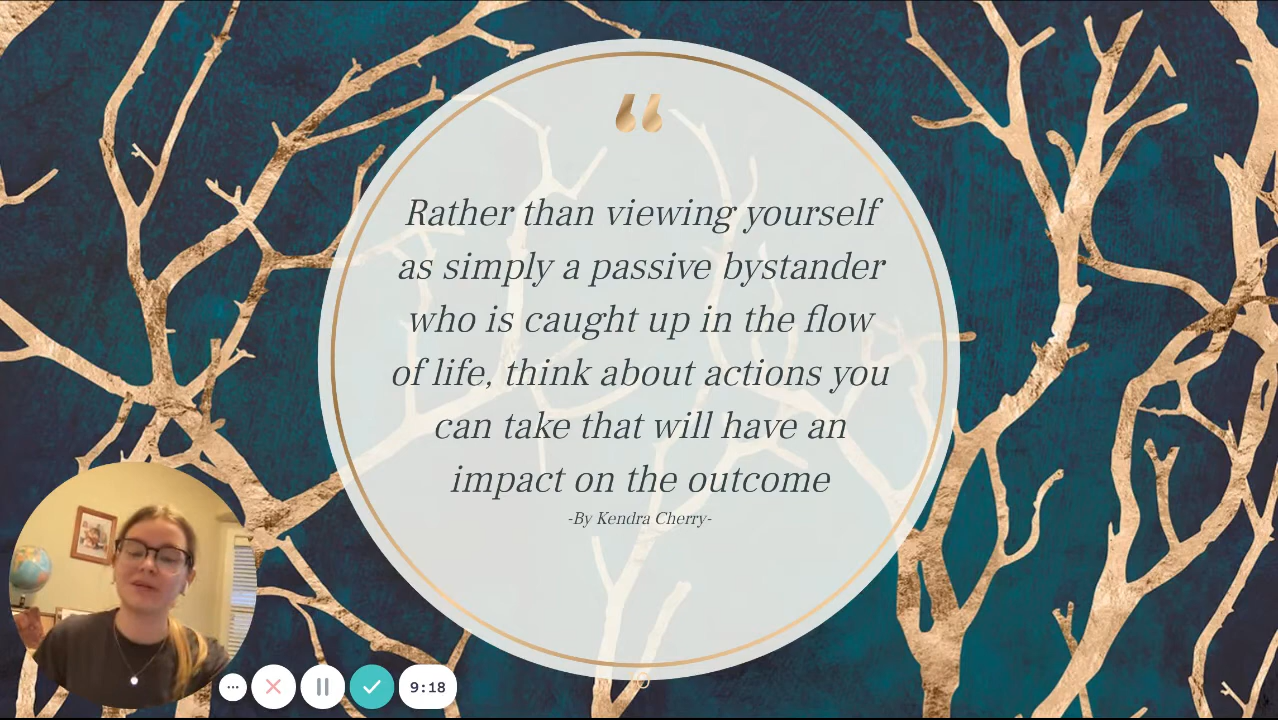 “
Rather than viewing yourself
as simply a passive bystander
who is caught up in the flow
of life, think about actions you
can take that will have an
impact on the outcome
-By Kendra Cherry-
9:18